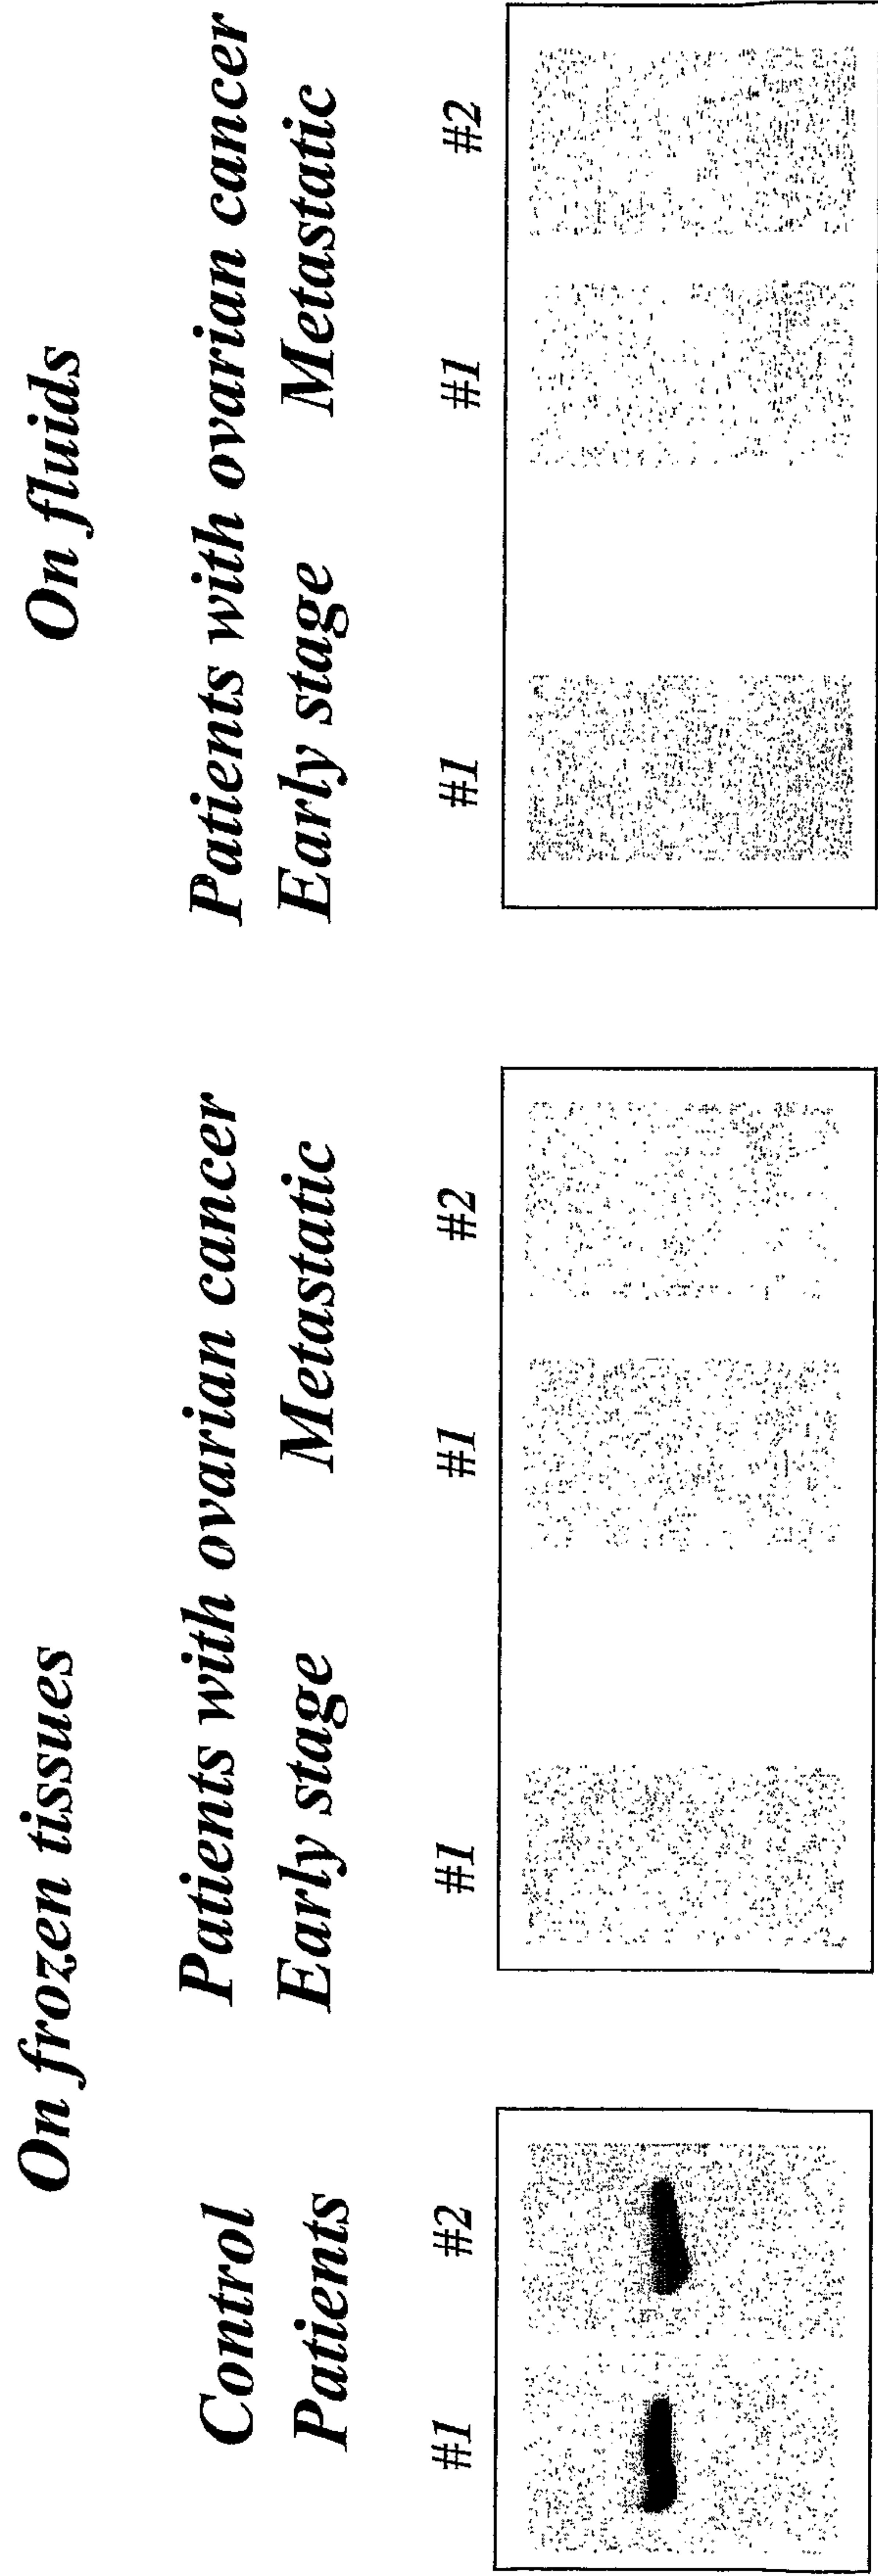 On frozen tissues
On fluids
Control Patients with ovarian cancer Patients with ovarian cancer
Patients Early stage Metastatic Early stage Metastatic
#1 #2 #1 #1 #2 #1 #1 #2